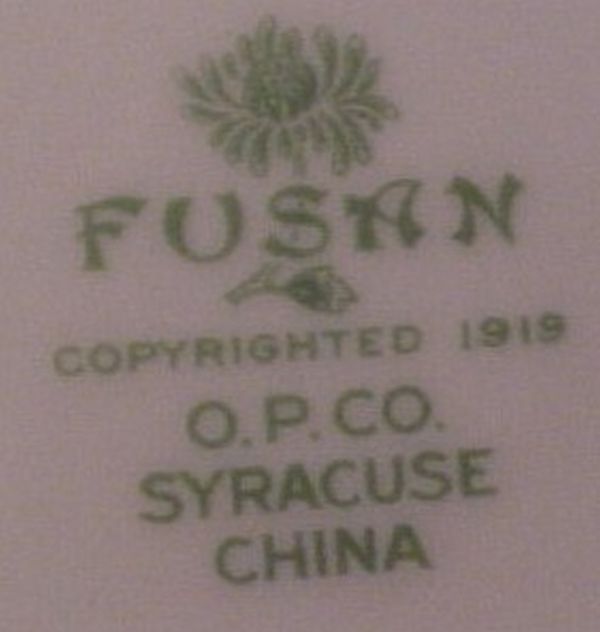 FUSAN
COPYRIGHTED 1919
O.P.CO.
SYRACUSE
CHINA